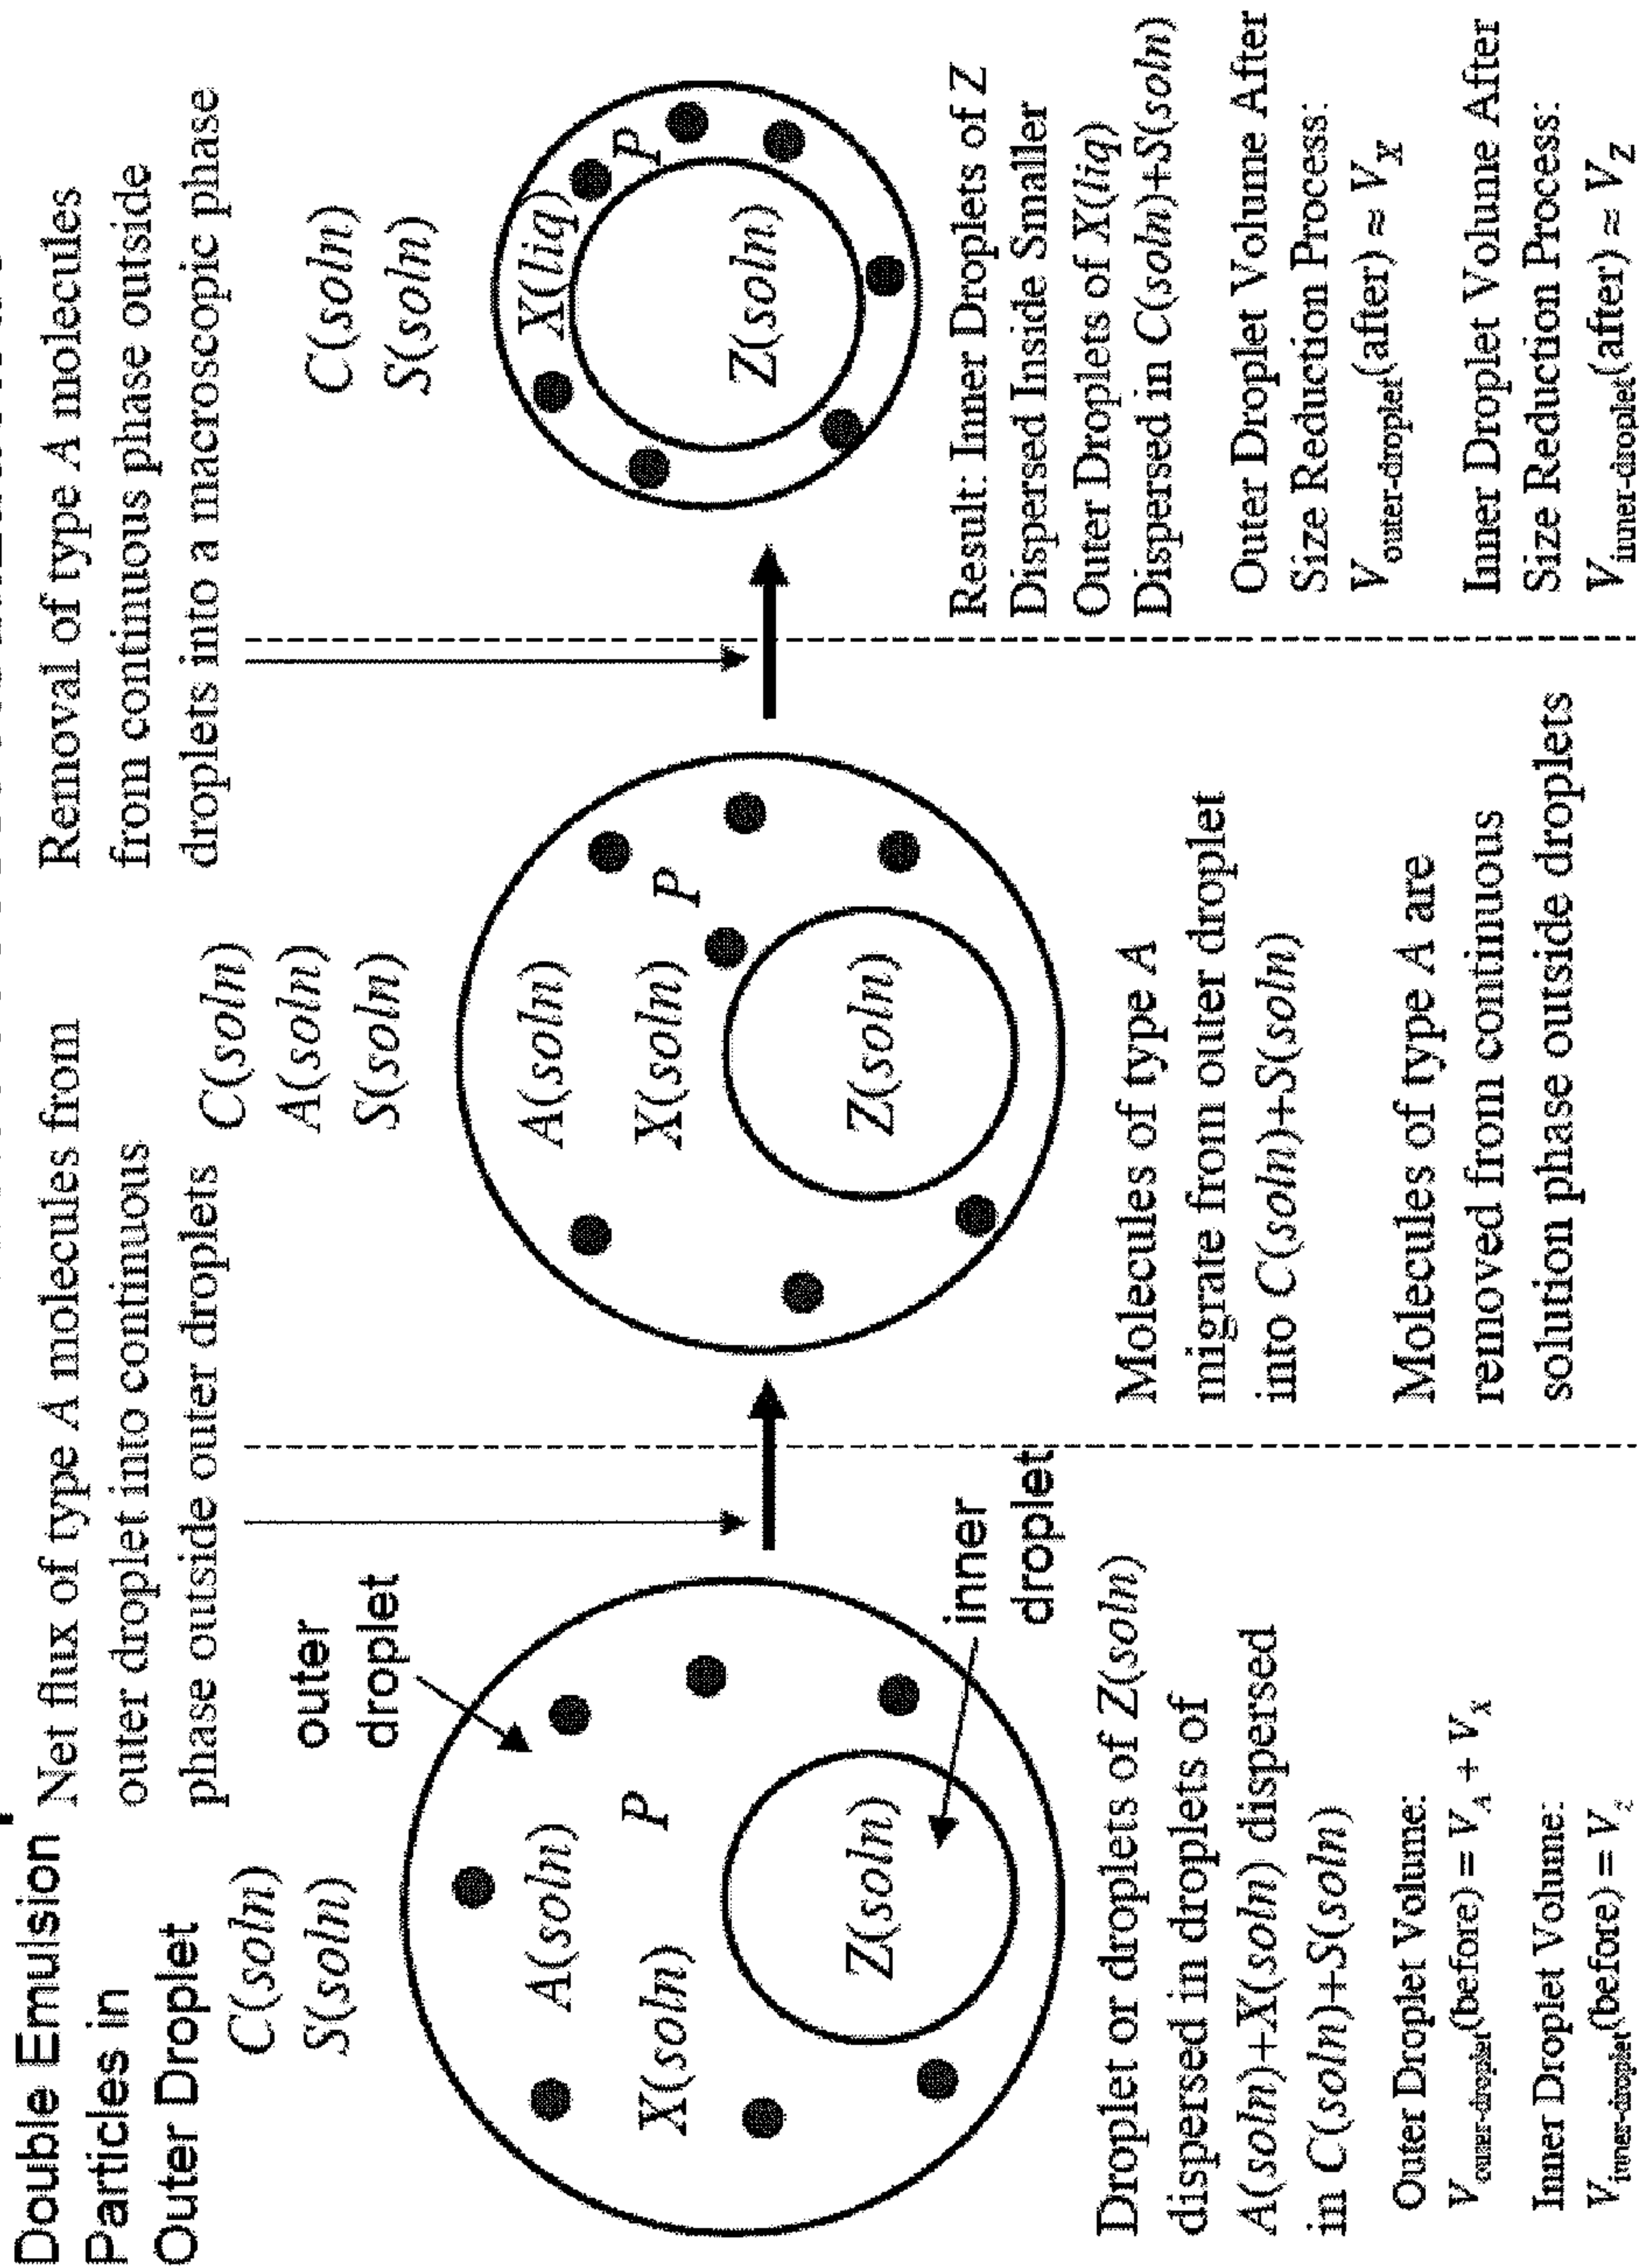 Double Emulsion
Particles in
Outer Droplet
Net flux of type A molecules from
outer droplet into continuous
phase outside outer droplets
Removal of type A molecules
from continuous phase outside
droplets into a macroscopic phase
C(soln)
S(soln)
outer
droplet
A(soln)
X(soln)
P
Z(soln)
inner
droplet
Droplet or droplets of Z(soln)
dispersed in droplets of
A(soln)+X(soln) dispersed
in C(soln)+S(soln)
Outer Droplet Volume:
Vouter-droplet(before) = VA + VX
Inner Droplet Volume:
Vinner-droplet(before) = VZ
C(soln)
A(soln)
S(soln)
A(soln)
X(soln)
P
Z(soln)
Molecules of type A
migrate from outer droplet
into C(soln)+S(soln)
Molecules of type A are
removed from continuous
solution phase outside droplets
C(soln)
S(soln)
X(liq)
P
Z(soln)
Result: Inner Droplets of Z
Dispersed Inside Smaller
Outer Droplets of X(liq)
Dispersed in C(soln)+S(soln)
Outer Droplet Volume After
Size Reduction Process:
Vouter-droplet(after) ≈ VX
Inner Droplet Volume After
Size Reduction Process:
Vinner-droplet(after) ≈ VZ